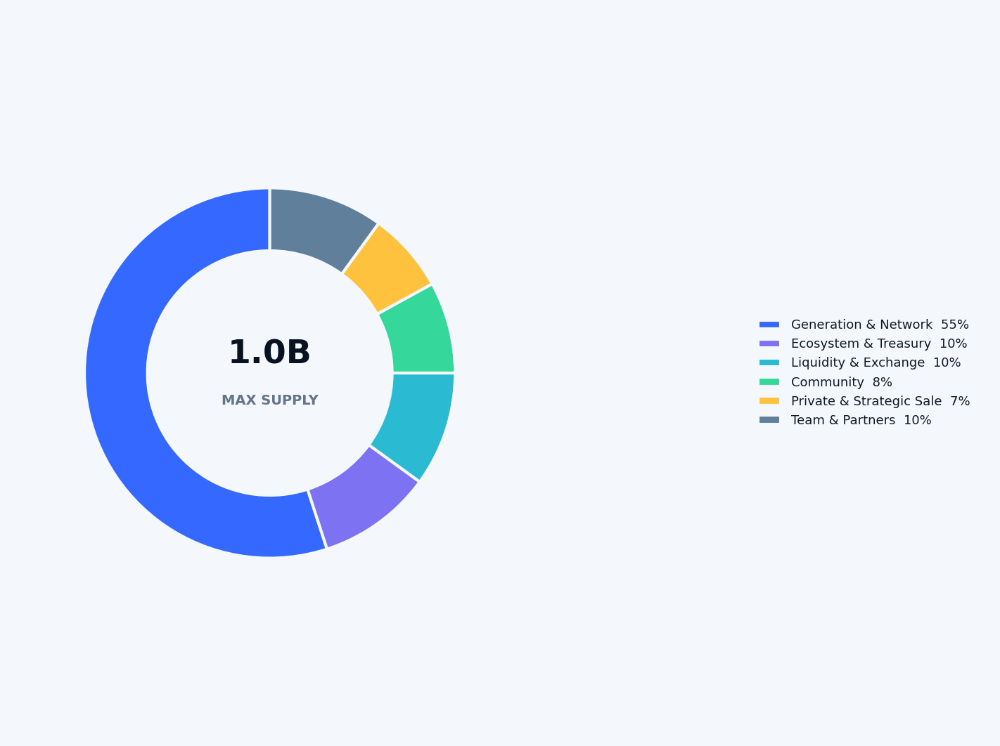 1.0B
MAX SUPPLY
Generation & Network  55%
Ecosystem & Treasury  10%
Liquidity & Exchange  10%
Community  8%
Private & Strategic Sale  7%
Team & Partners  10%